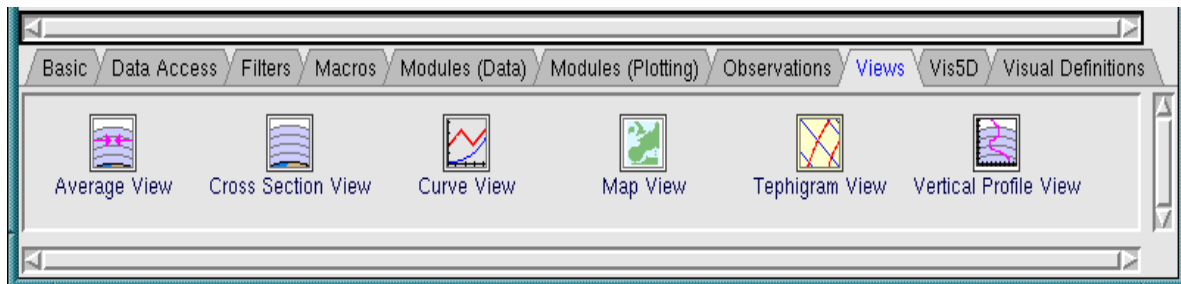 Basic Data Access Filters Macros Modules (Data) Modules (Plotting) Observations Views Vis5D Visual Definitions
Average View Cross Section View Curve View Map View Tephigram View Vertical Profile View